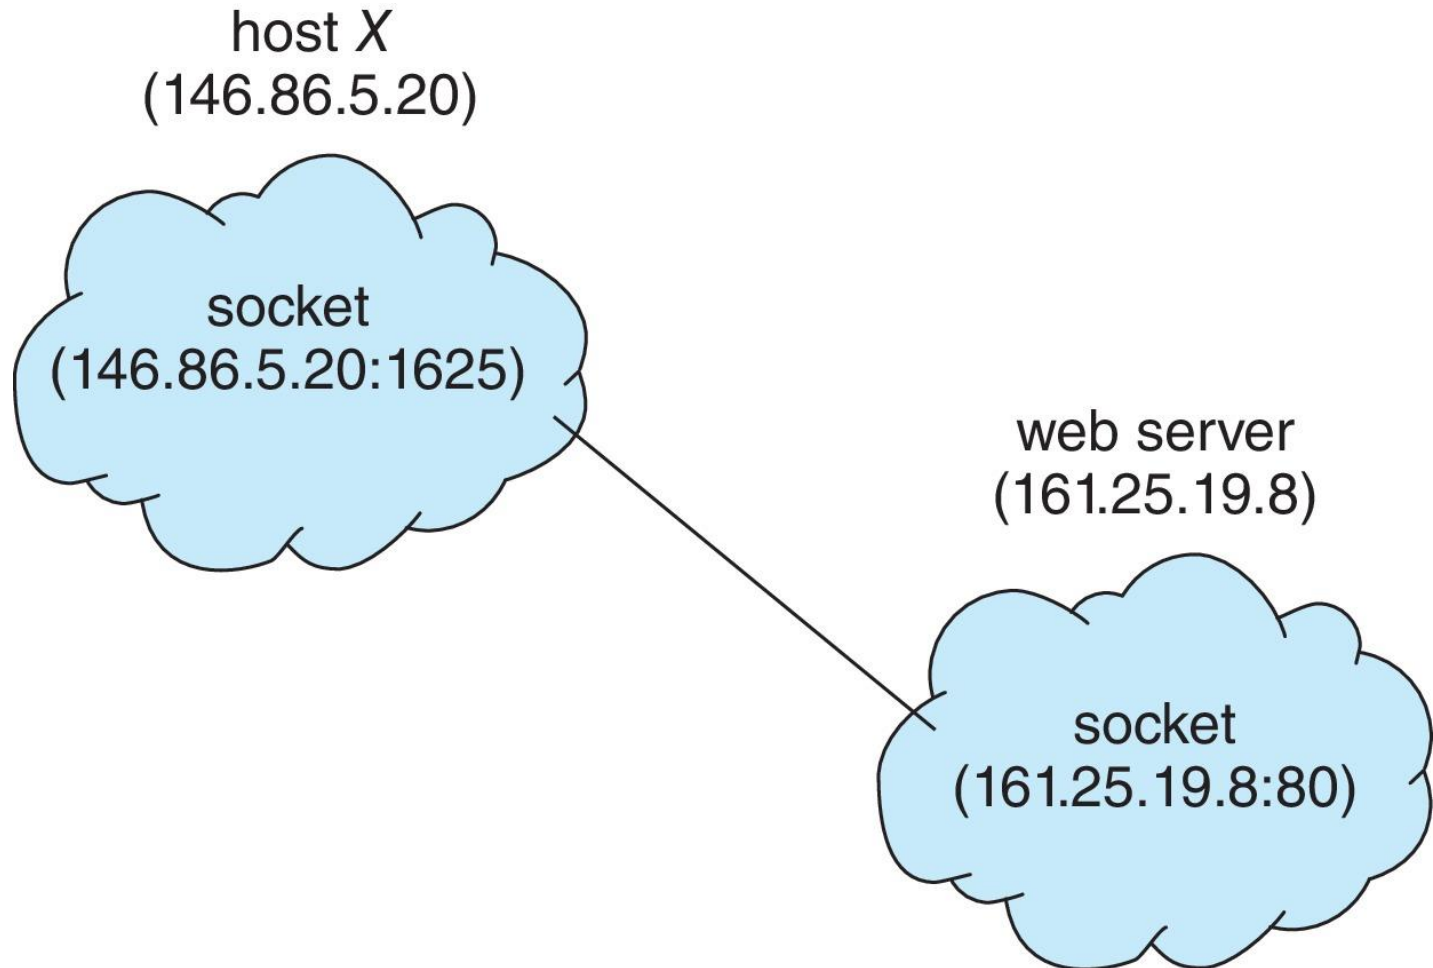 host X
(146.86.5.20)
socket
(146.86.5.20:1625)
web server
(161.25.19.8)
socket
(161.25.19.8:80)